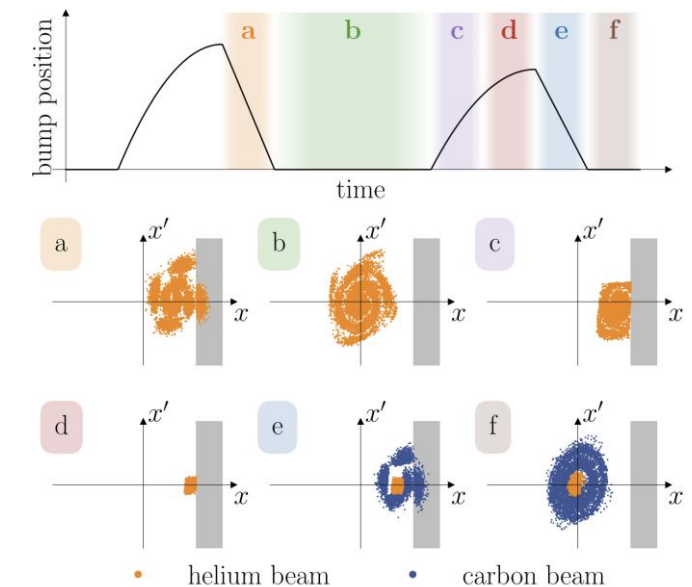 bump position
a b c d e f
time
a x′ x b x′ x c x′ x
d x′ x e x′ x f x′ x
helium beam carbon beam